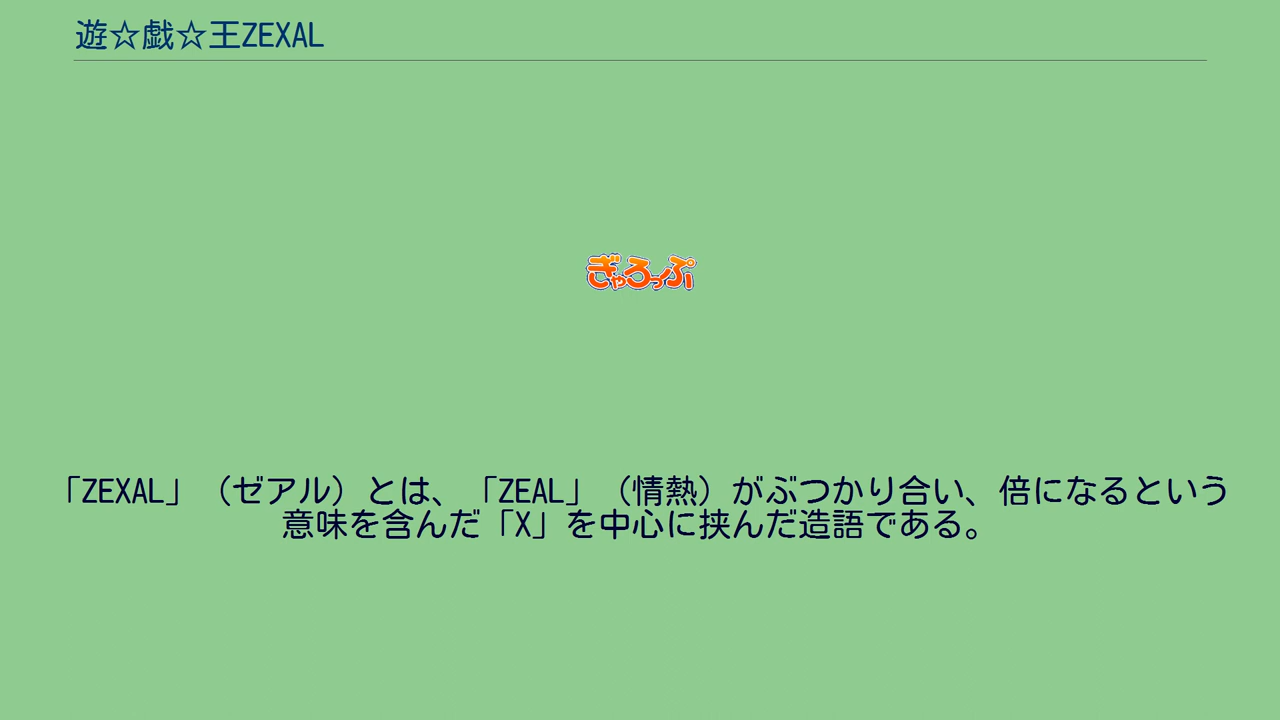 遊☆戯☆王ZEXAL
ぎゃろっぷ
「ZEXAL」（ゼアル）とは、「ZEAL」（情熱）がぶつかり合い、倍になるという
意味を含んだ「X」を中心に挟んだ造語である。